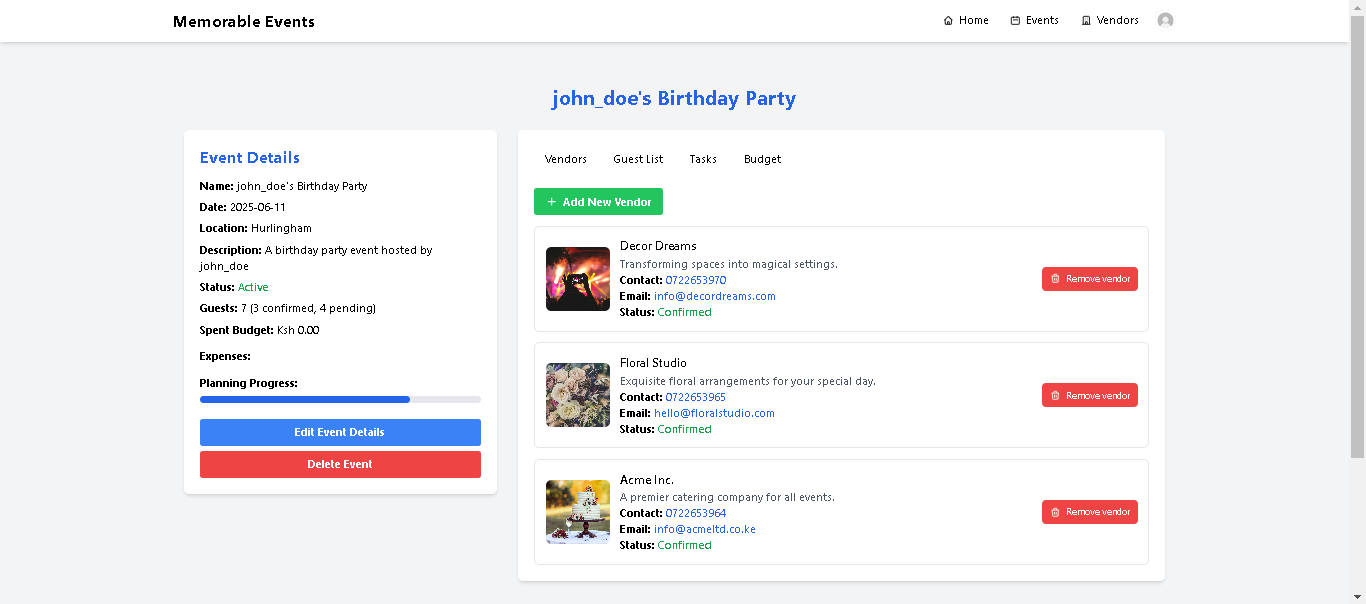 Memorable Events
Home Events Vendors
john_doe's Birthday Party
Event Details
Name: john_doe's Birthday Party
Date: 2025-06-11
Location: Hurlingham
Description: A birthday party event hosted by
john_doe
Status: Active
Guests: 7 (3 confirmed, 4 pending)
Spent Budget: Ksh 0.00
Expenses:
Planning Progress:
Edit Event Details
Delete Event
Vendors Guest List Tasks Budget
+ Add New Vendor
Decor Dreams
Transforming spaces into magical settings.
Contact: 0722653970
Email: info@decordreams.com
Status: Confirmed
Remove vendor
Floral Studio
Exquisite floral arrangements for your special day.
Contact: 0722653965
Email: hello@floralstudio.com
Status: Confirmed
Remove vendor
Acme Inc.
A premier catering company for all events.
Contact: 0722653964
Email: info@acmeltd.co.ke
Status: Confirmed
Remove vendor